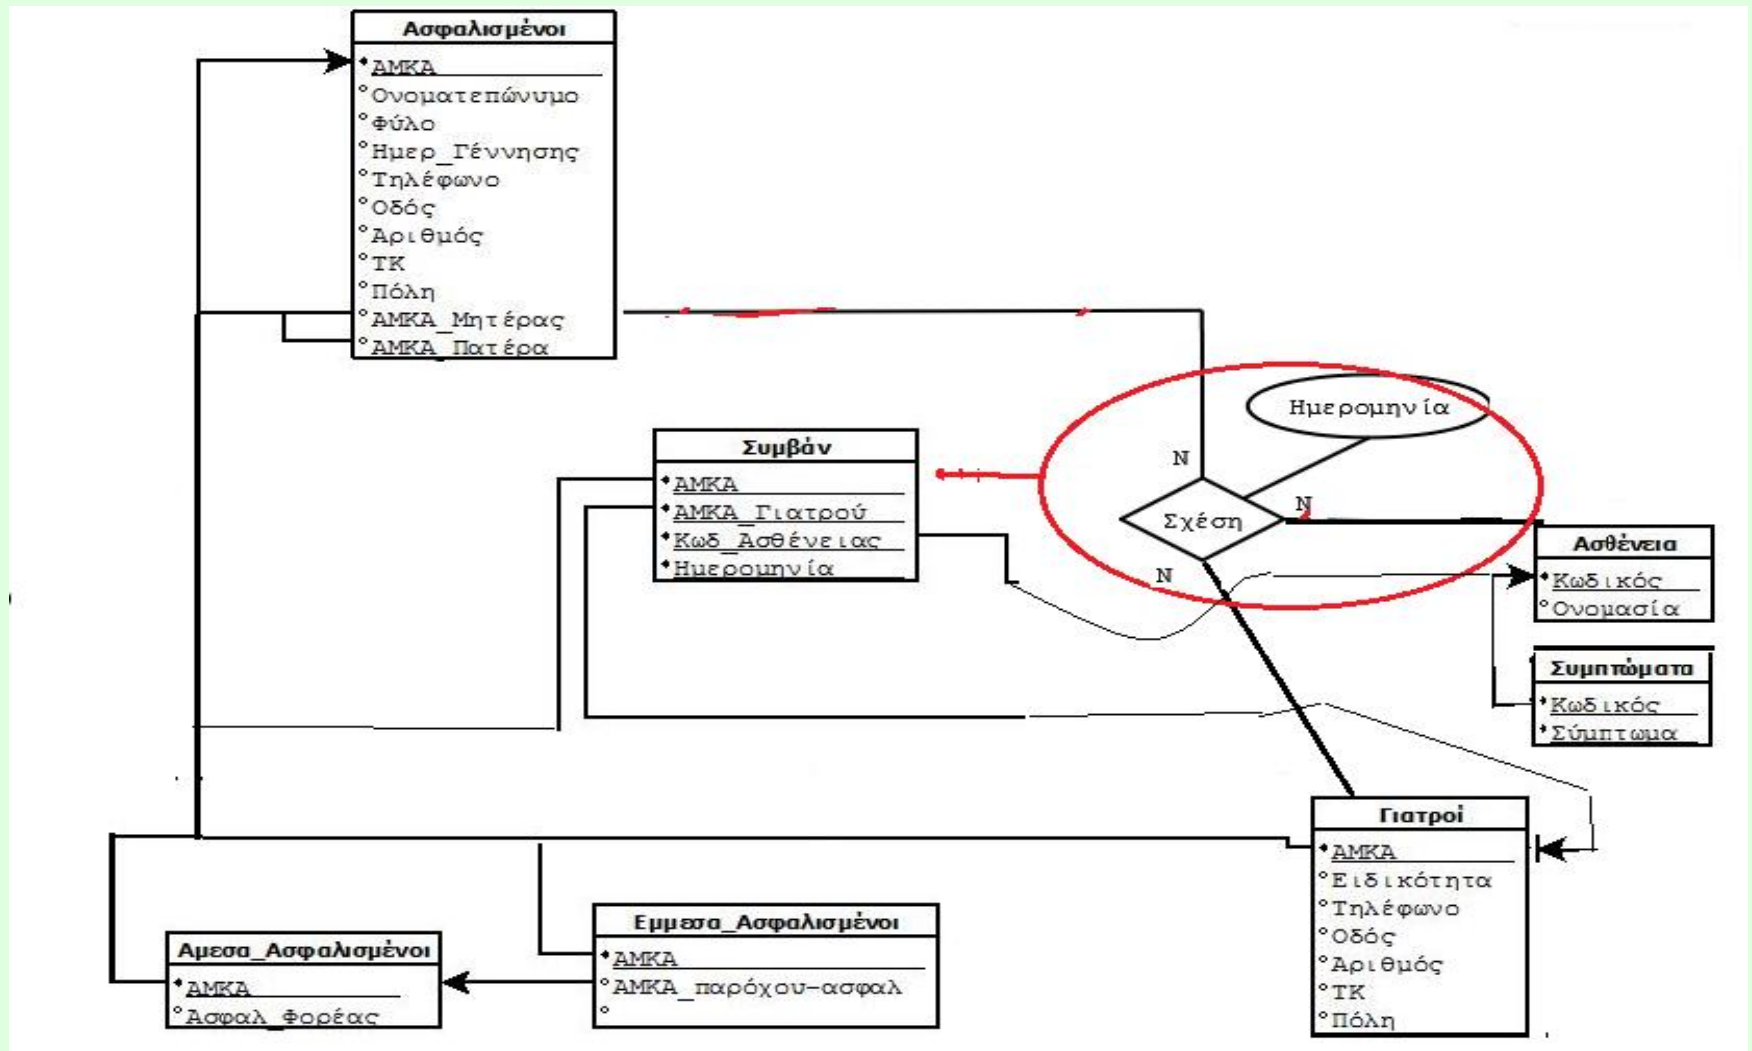 Ασφαλισμένοι
ΑΜΚΑ
Ονοματεπώνυμο
Φύλο
Ημερ_Γέννησης
Τηλέφωνο
Οδός
Αριθμός
ΤΚ
Πόλη
ΑΜΚΑ_Μητέρας
ΑΜΚΑ_Πατέρα
Ημερομηνία
Ν
Ν
Σχέση
Ν
Συμβάν
ΑΜΚΑ
ΑΜΚΑ_Γιατρού
Κωδ_Ασθένειας
Ημερομηνία
Ασθένεια
Κωδικός
Ονομασία
Συμπτώματα
Κωδικός
Σύμπτωμα
Γιατροί
ΑΜΚΑ
Ειδικότητα
Τηλέφωνο
Οδός
Αριθμός
ΤΚ
Πόλη
Εμμεσα_Ασφαλισμένοι
ΑΜΚΑ
ΑΜΚΑ_παρόχου-ασφαλ
Αμεσα_Ασφαλισμένοι
ΑΜΚΑ
Ασφαλ_Φορέας